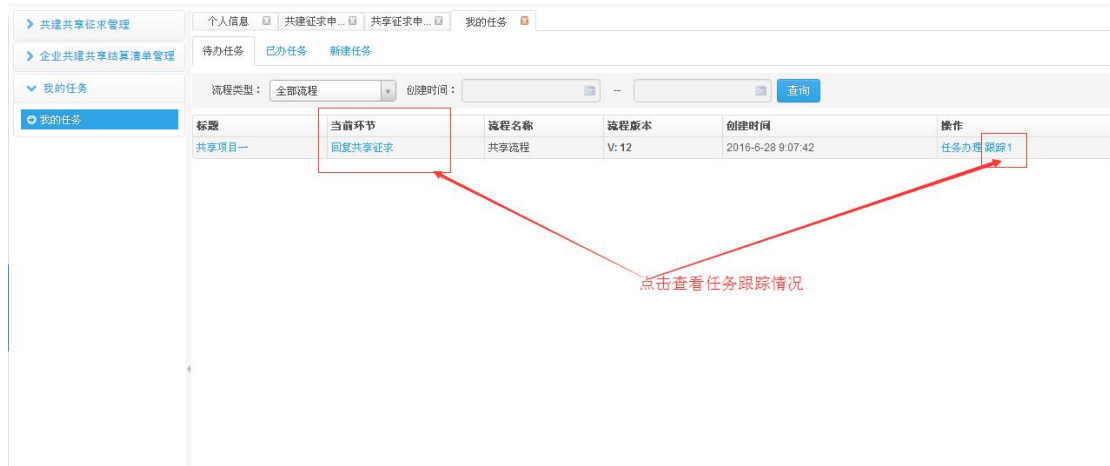 共建共享征求管理
企业共建共享结算清单管理
我的任务
我的任务
个人信息 共建征求申... 共享征求申... 我的任务
待办任务 已办任务 新建任务
流程类型： 全部流程 创建时间： -- 查询
标题 当前环节 流程名称 流程版本 创建时间 操作
共享项目一 回复共享征求 共享流程 V: 12 2016-6-28 9:07:42 任务办理 跟踪1
点击查看任务跟踪情况